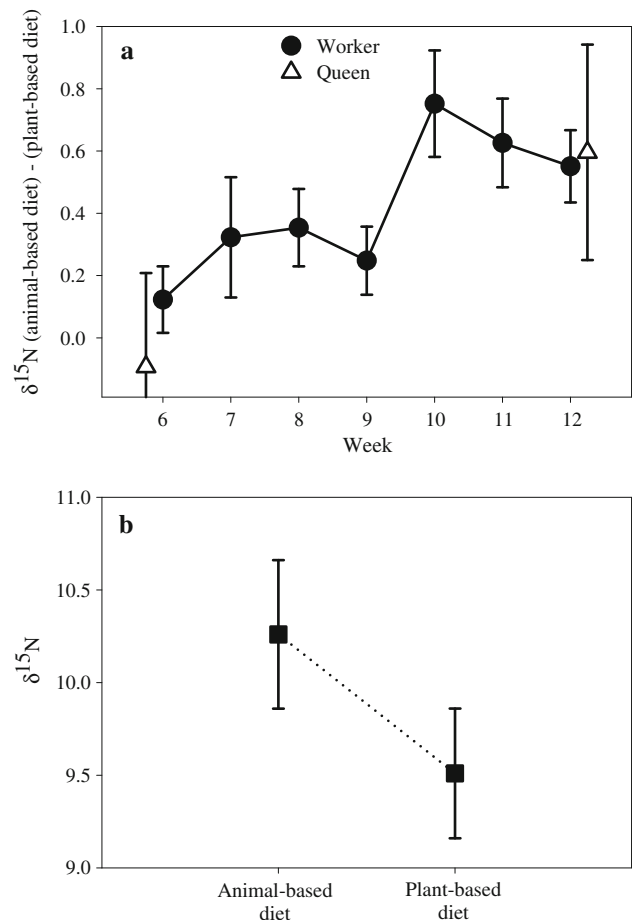 δ15N (animal-based diet) - (plant-based diet)
1.0
0.8
0.6
0.4
0.2
0.0
a
Worker
Queen
6 7 8 9 10 11 12
Week
δ15N
11.0
10.5
10.0
9.5
9.0
b
Animal-based Plant-based
diet diet